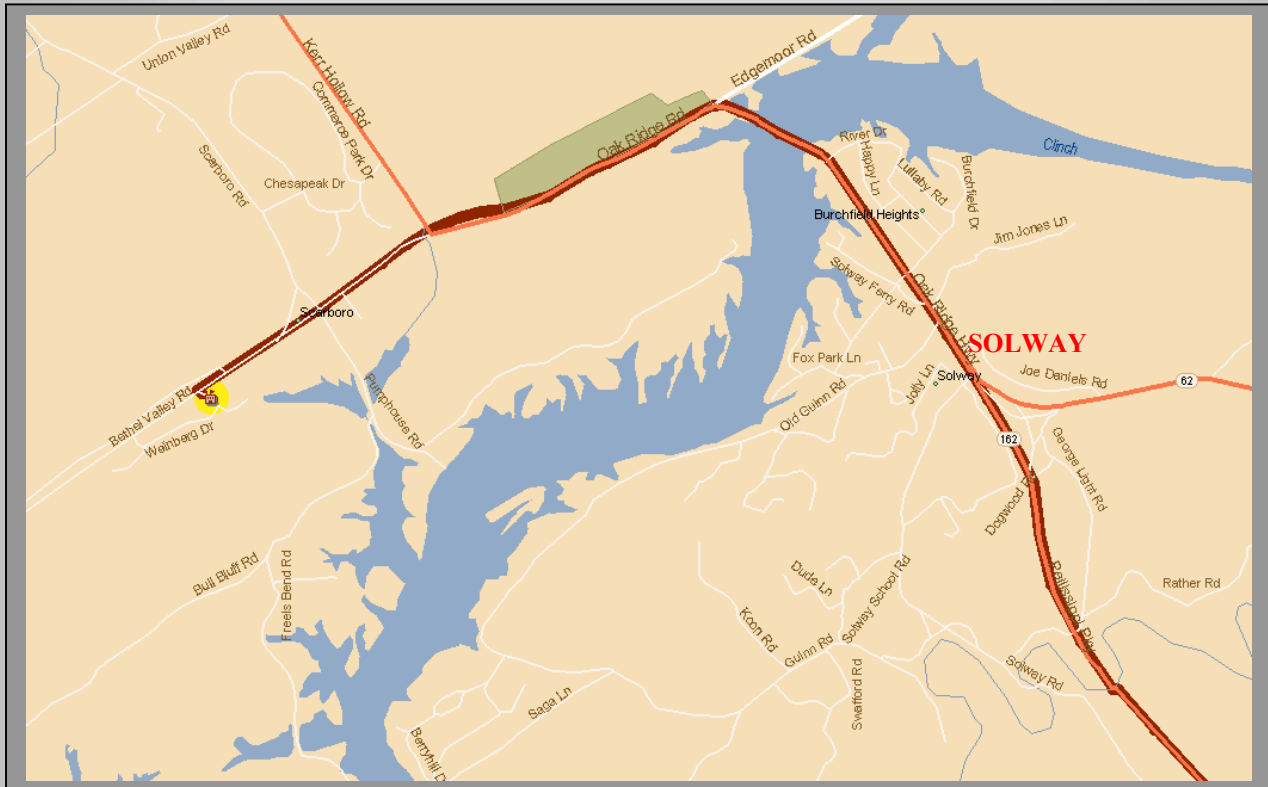 Union Valley Rd
Kerr Hollow Rd
Edgemoor Rd
Commerce Park Dr
Scarboro Rd
Oak Ridge Rd
River Dr
Clinch
Happy Ln
Lullaby Rd
Burchfield Dr
Chesapeak Dr
Burchfield Heights
Jim Jones Ln
Solway Ferry Rd
Oak Ridge Hwy
Scarboro
SOLWAY
Fox Park Ln
Joe Daniels Rd
Solway
62
Jolly Ln
Pumphouse Rd
Old Guinn Rd
Bethel Valley Rd
Weinberg Dr
162
George Light Rd
Dogwood
Bull Bluff Rd
Freels Bend Rd
Dude Ln
Solway School Rd
Rather Rd
Koon Rd
Pellissippi Pky
Guinn Rd
Solway Rd
Swafford Rd
Saga Ln
Berryhill D